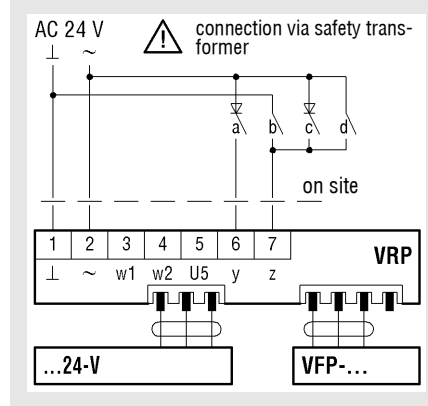 AC 24 V
⊥ ~
connection via safety trans-
former
a b c d
on site
1 2 3 4 5 6 7
VRP
⊥ ~ w1 w2 U5 y z
...24-V
VFP-...